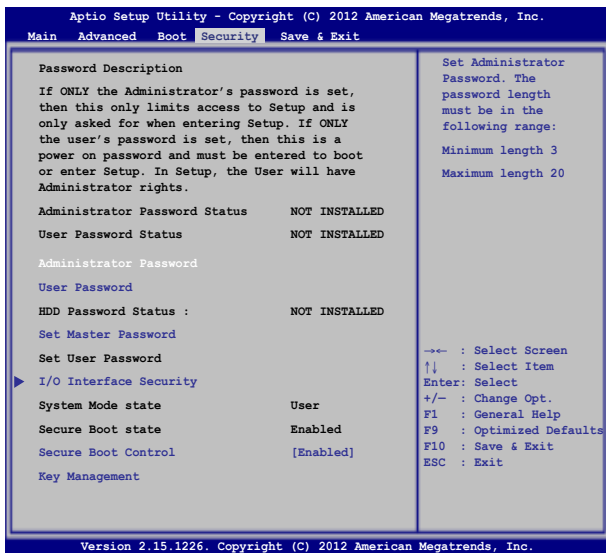 Aptio Setup Utility - Copyright (C) 2012 American Megatrends, Inc.
Main Advanced Boot Security Save & Exit
Password Description
If ONLY the Administrator's password is set,
then this only limits access to Setup and is
only asked for when entering Setup. If ONLY
the user's password is set, then this is a
power on password and must be entered to boot
or enter Setup. In Setup, the User will have
Administrator rights.
Administrator Password Status NOT INSTALLED
User Password Status NOT INSTALLED
Administrator Password
User Password
HDD Password Status : NOT INSTALLED
Set Master Password
Set User Password
I/O Interface Security
System Mode state User
Secure Boot state Enabled
Secure Boot Control [Enabled]
Key Management
Set Administrator
Password. The
password length
must be in the
following range:
Minimum length 3
Maximum length 20
→← : Select Screen
↑↓ : Select Item
Enter: Select
+/— : Change Opt.
F1 : General Help
F9 : Optimized Defaults
F10 : Save & Exit
ESC : Exit
Version 2.15.1226. Copyright (C) 2012 American Megatrends, Inc.